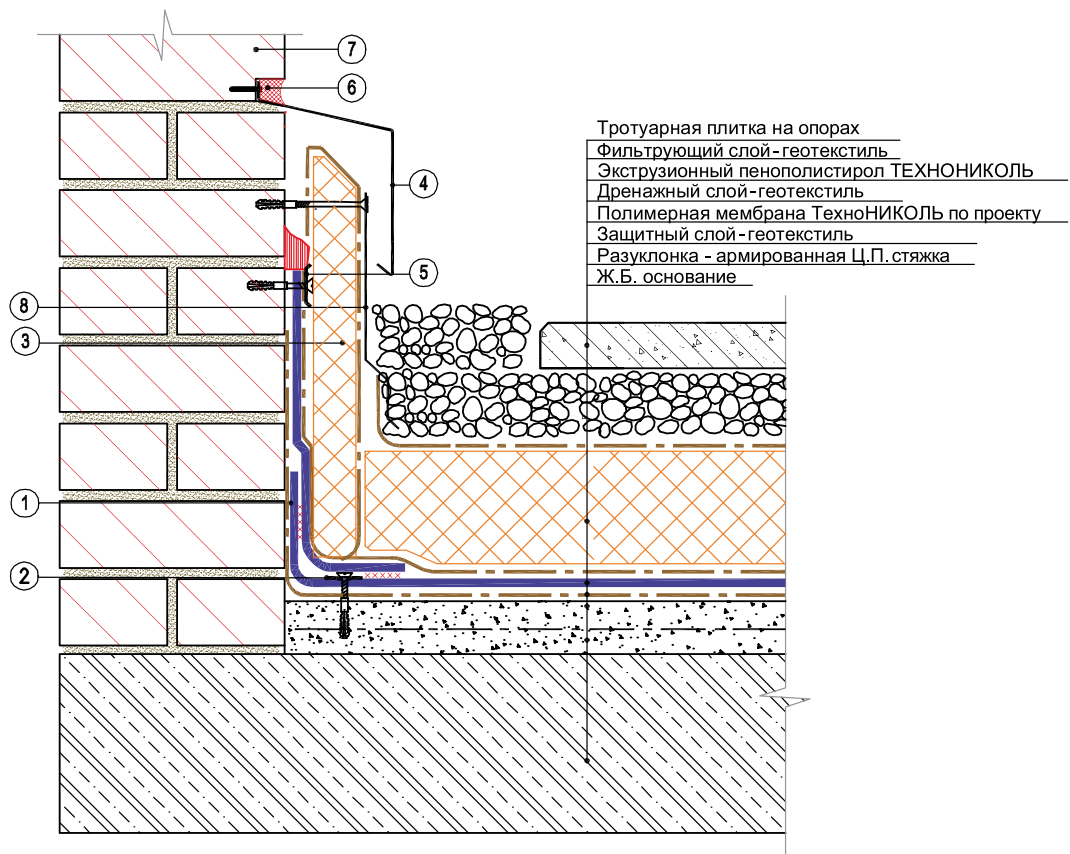 7
6
Тротуарная плитка на опорах
Фильтрующий слой-геотекстиль
Экструзионный пенополистирол ТЕХНОНИКОЛЬ
4
Дренажный слой-геотекстиль
Полимерная мембрана ТехноНИКОЛЬ по проекту
Защитный слой-геотекстиль
Разуклонка - армированная Ц.П.стяжка
5
Ж.Б. основание
8
3
1
2